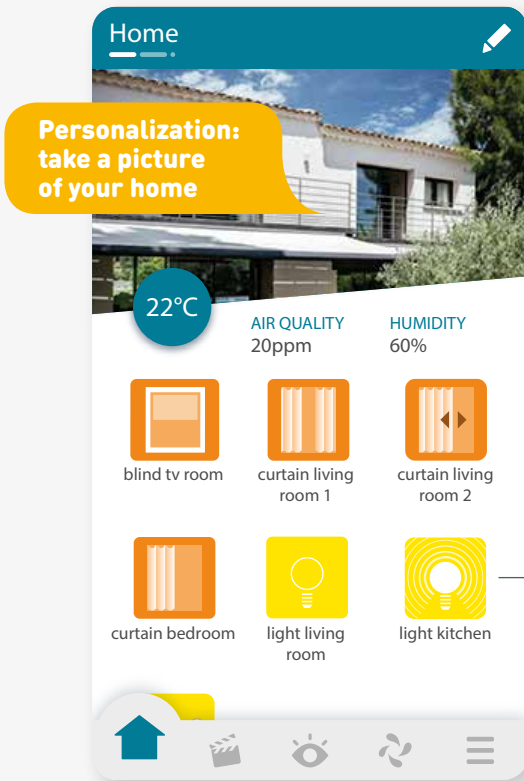 Home
Personalization:
take a picture
of your home
22°C
AIR QUALITY
20ppm
HUMIDITY
60%
blind tv room
curtain living
room 1
curtain living
room 2
curtain bedroom
light living
room
light kitchen